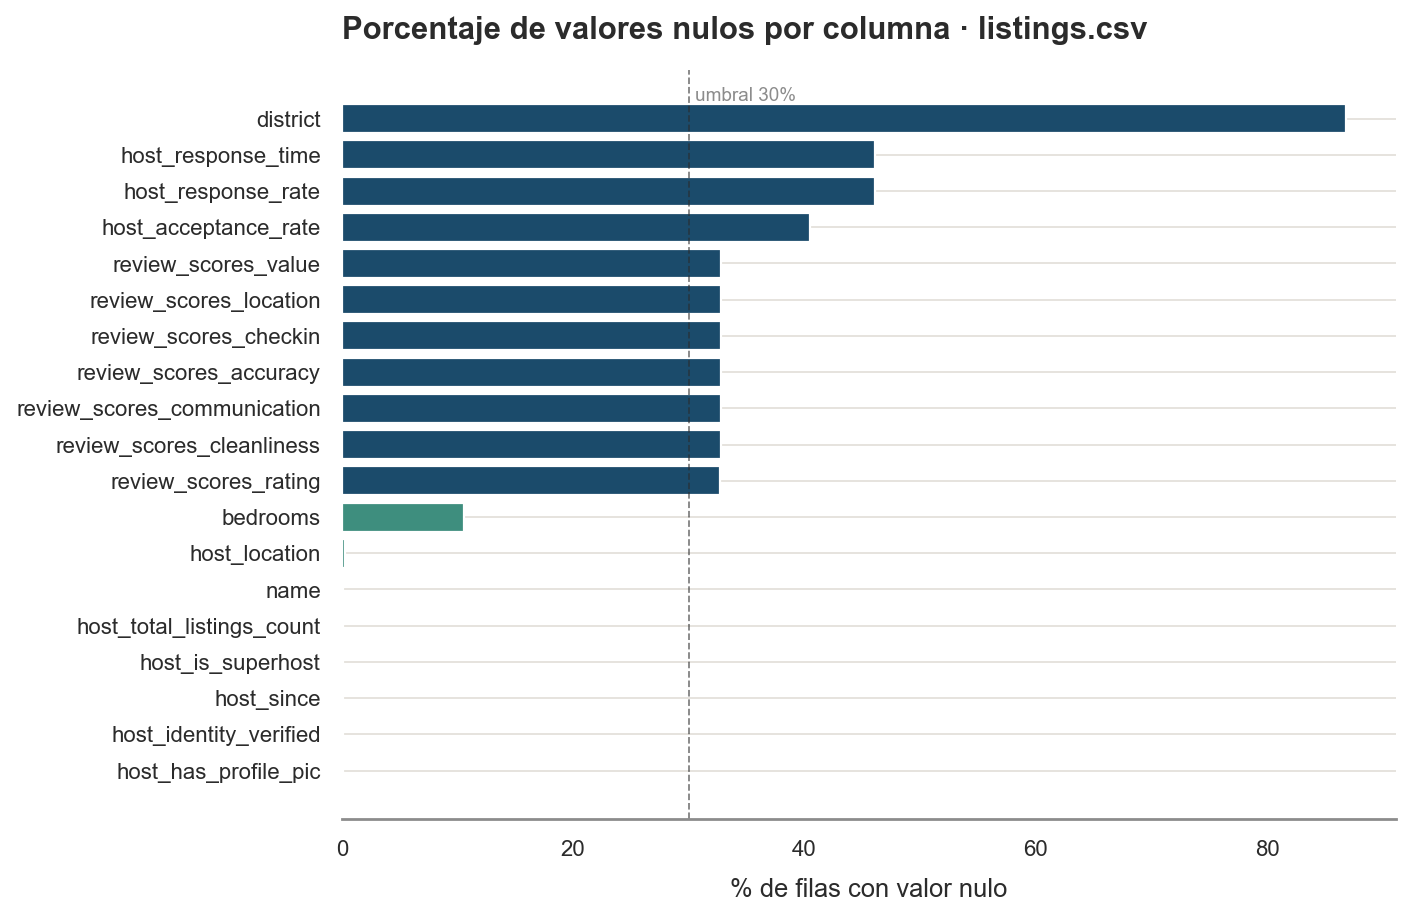 Porcentaje de valores nulos por columna · listings.csv
umbral 30%
district
host_response_time
host_response_rate
host_acceptance_rate
review_scores_value
review_scores_location
review_scores_checkin
review_scores_accuracy
review_scores_communication
review_scores_cleanliness
review_scores_rating
bedrooms
host_location
name
host_total_listings_count
host_is_superhost
host_since
host_identity_verified
host_has_profile_pic
0 20 40 60 80
% de filas con valor nulo